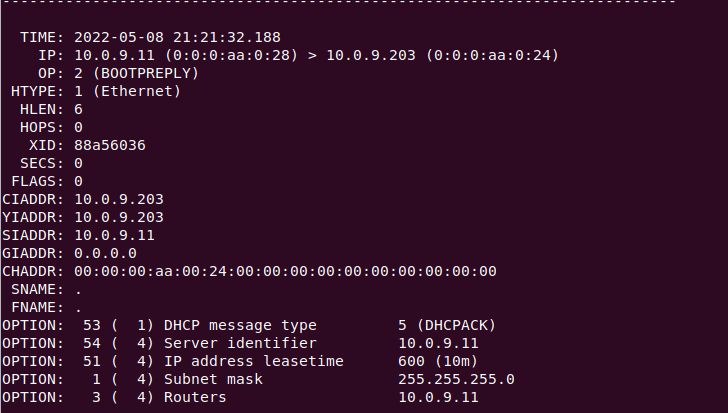 ---------------------------------------------------------------------------
TIME: 2022-05-08 21:21:32.188
IP: 10.0.9.11 (0:0:0:aa:0:28) > 10.0.9.203 (0:0:0:aa:0:24)
OP: 2 (BOOTPREPLY)
HTYPE: 1 (Ethernet)
HLEN: 6
HOPS: 0
XID: 88a56036
SECS: 0
FLAGS: 0
CIADDR: 10.0.9.203
YIADDR: 10.0.9.203
SIADDR: 10.0.9.11
GIADDR: 0.0.0.0
CHADDR: 00:00:00:aa:00:24:00:00:00:00:00:00:00:00:00:00
SNAME: .
FNAME: .
OPTION:  53 (  1) DHCP message type         5 (DHCPACK)
OPTION:  54 (  4) Server identifier         10.0.9.11
OPTION:  51 (  4) IP address leasetime      600 (10m)
OPTION:   1 (  4) Subnet mask               255.255.255.0
OPTION:   3 (  4) Routers                   10.0.9.11